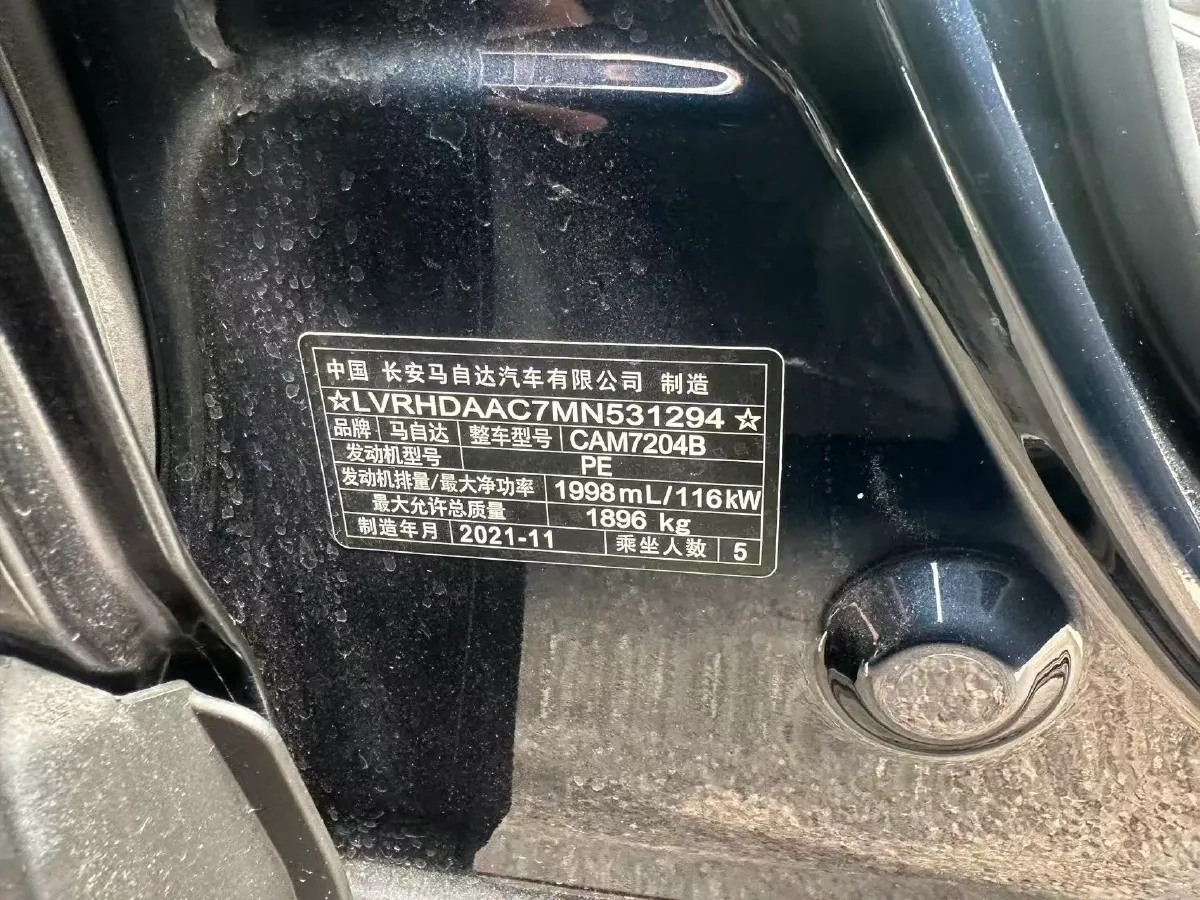 中国 长安马自达汽车有限公司 制造
☆LVRHDAAC7MN531294☆
品牌 马自达 整车型号 CAM7204B
发动机型号 PE
发动机排量/最大净功率 1998mL/116kW
最大允许总质量 1896 kg
制造年月 2021-11 乘坐人数 5